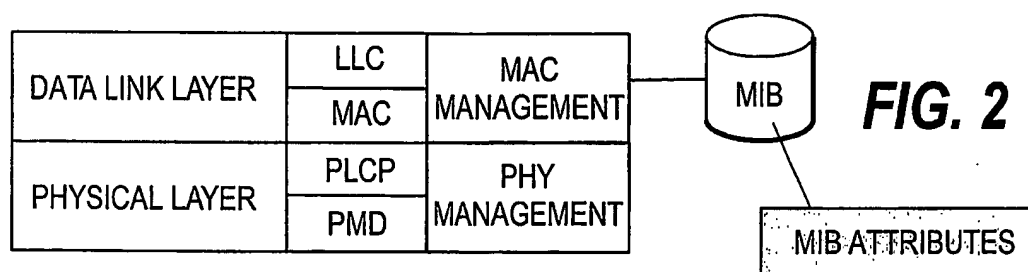 DATA LINK LAYER
LLC
MAC
MAC
MANAGEMENT
PHYSICAL LAYER
PLCP
PMD
PHY
MANAGEMENT
MIB
FIG. 2
MIB ATTRIBUTES